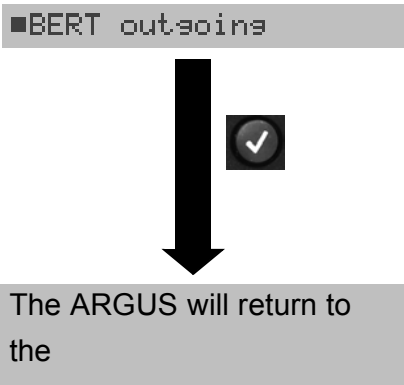 ■BERT outgoing
The ARGUS will return to
the